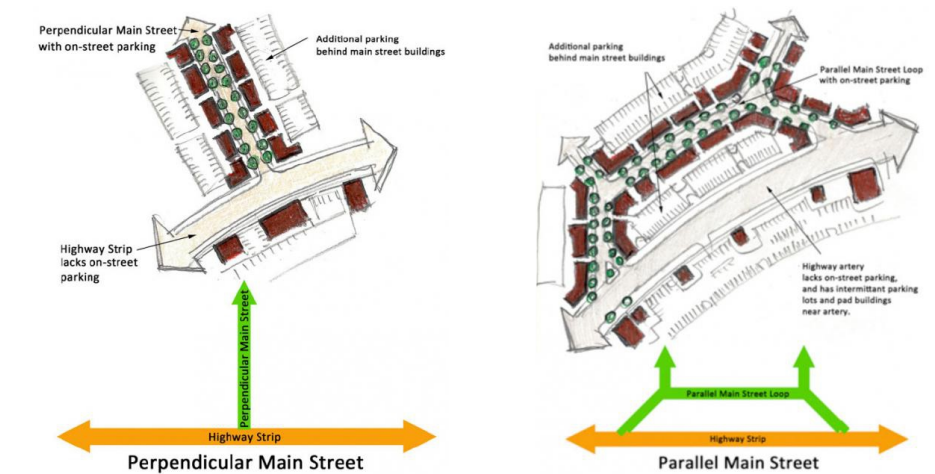 Perpendicular Main Street
with on-street parking
Additional parking
behind main street buildings
Highway Strip
lacks on-street
parking
Perpendicular Main Street
Highway Strip
Perpendicular Main Street
Additional parking
behind main street buildings
Parallel Main Street Loop
with on-street parking
Highway artery
lacks on-street parking,
and has intermittant parking
lots and pad buildings
near artery.
Parallel Main Street Loop
Highway Strip
Parallel Main Street